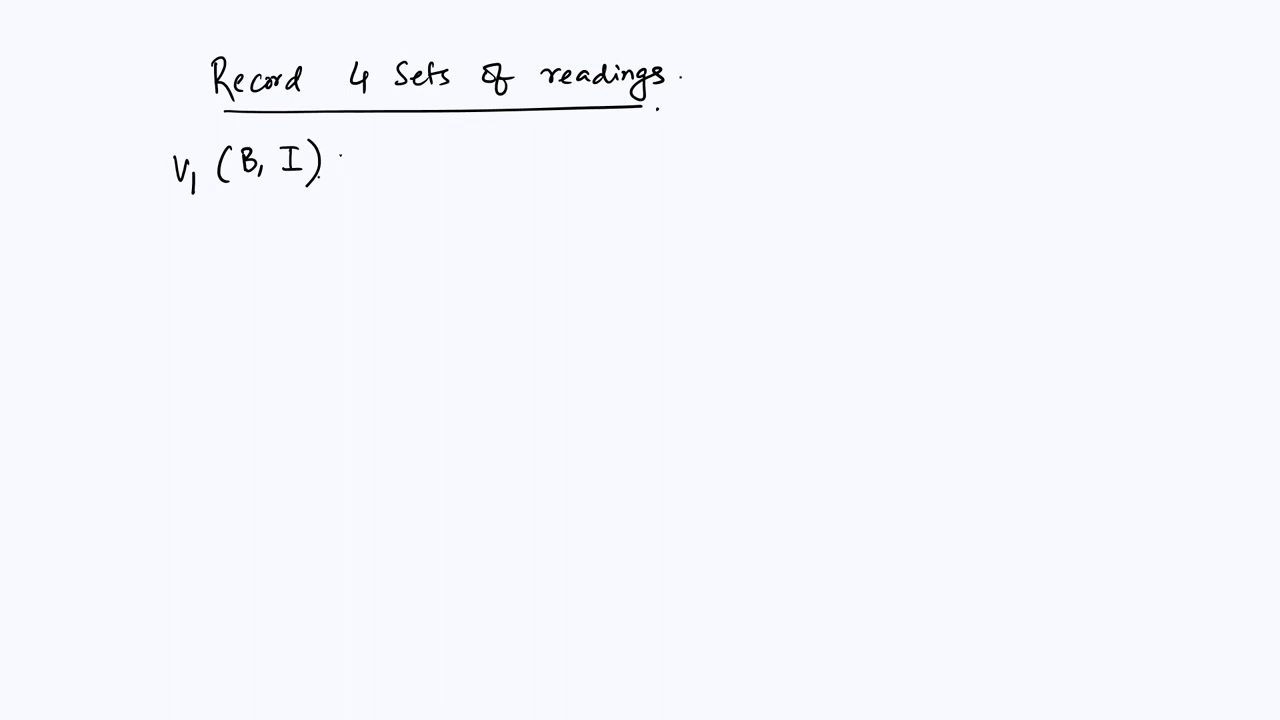 Record 4 Sets of readings.
V₁ (B, I)